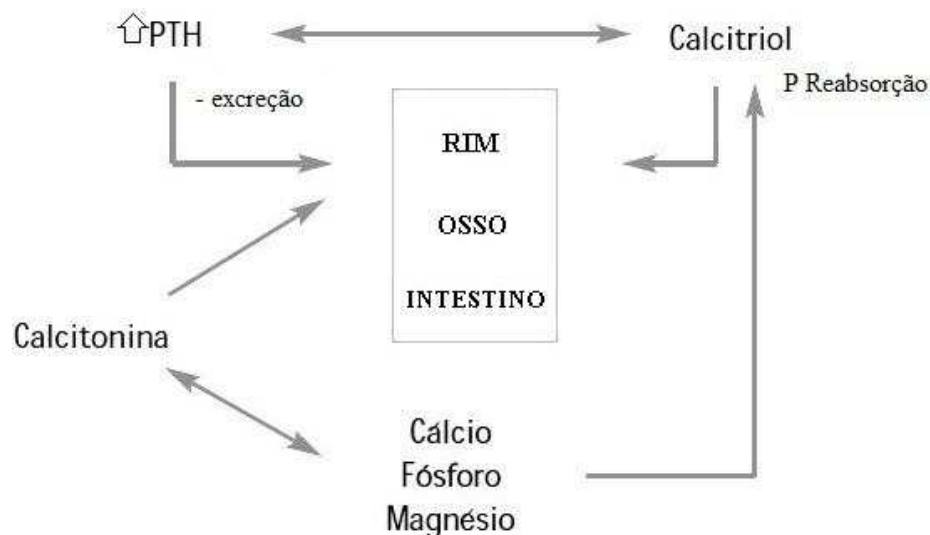 PTH
Calcitriol
- excreção
P Reabsorção
RIM
OSSO
INTESTINO
Calcitonina
Cálcio
Fósforo
Magnésio